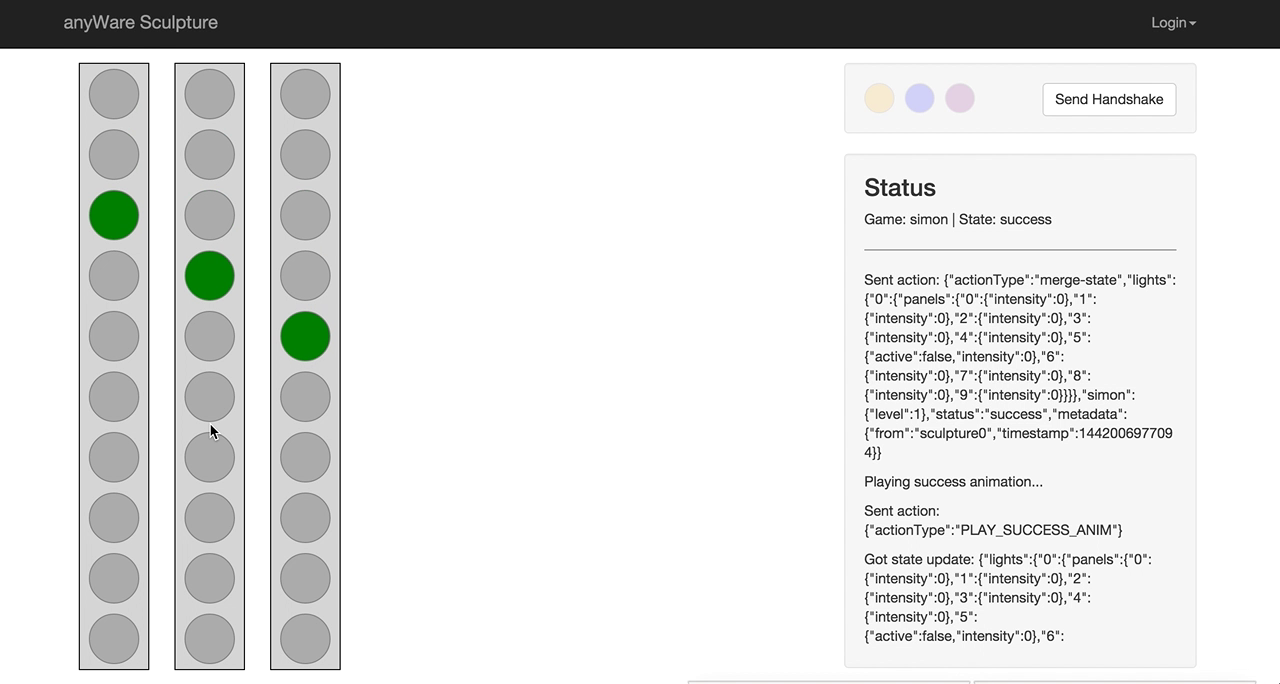 anyWare Sculpture
Login
Send Handshake
Status
Game: simon | State: success
Sent action: {"actionType":"merge-state","lights":
{"0":{"panels":{"0":{"intensity":0},"1":
{"intensity":0},"2":{"intensity":0},"3":
{"intensity":0},"4":{"intensity":0},"5":
{"active":false,"intensity":0},"6":
{"intensity":0},"7":{"intensity":0},"8":
{"intensity":0},"9":{"intensity":0}}}},"simon":
{"level":1},"status":"success","metadata":
{"from":"sculpture0","timestamp":144200697709
4}}
Playing success animation...
Sent action:
{"actionType":"PLAY_SUCCESS_ANIM"}
Got state update: {"lights":{"0":{"panels":{"0":
{"intensity":0},"1":{"intensity":0},"2":
{"intensity":0},"3":{"intensity":0},"4":
{"intensity":0},"5":
{"active":false,"intensity":0},"6":